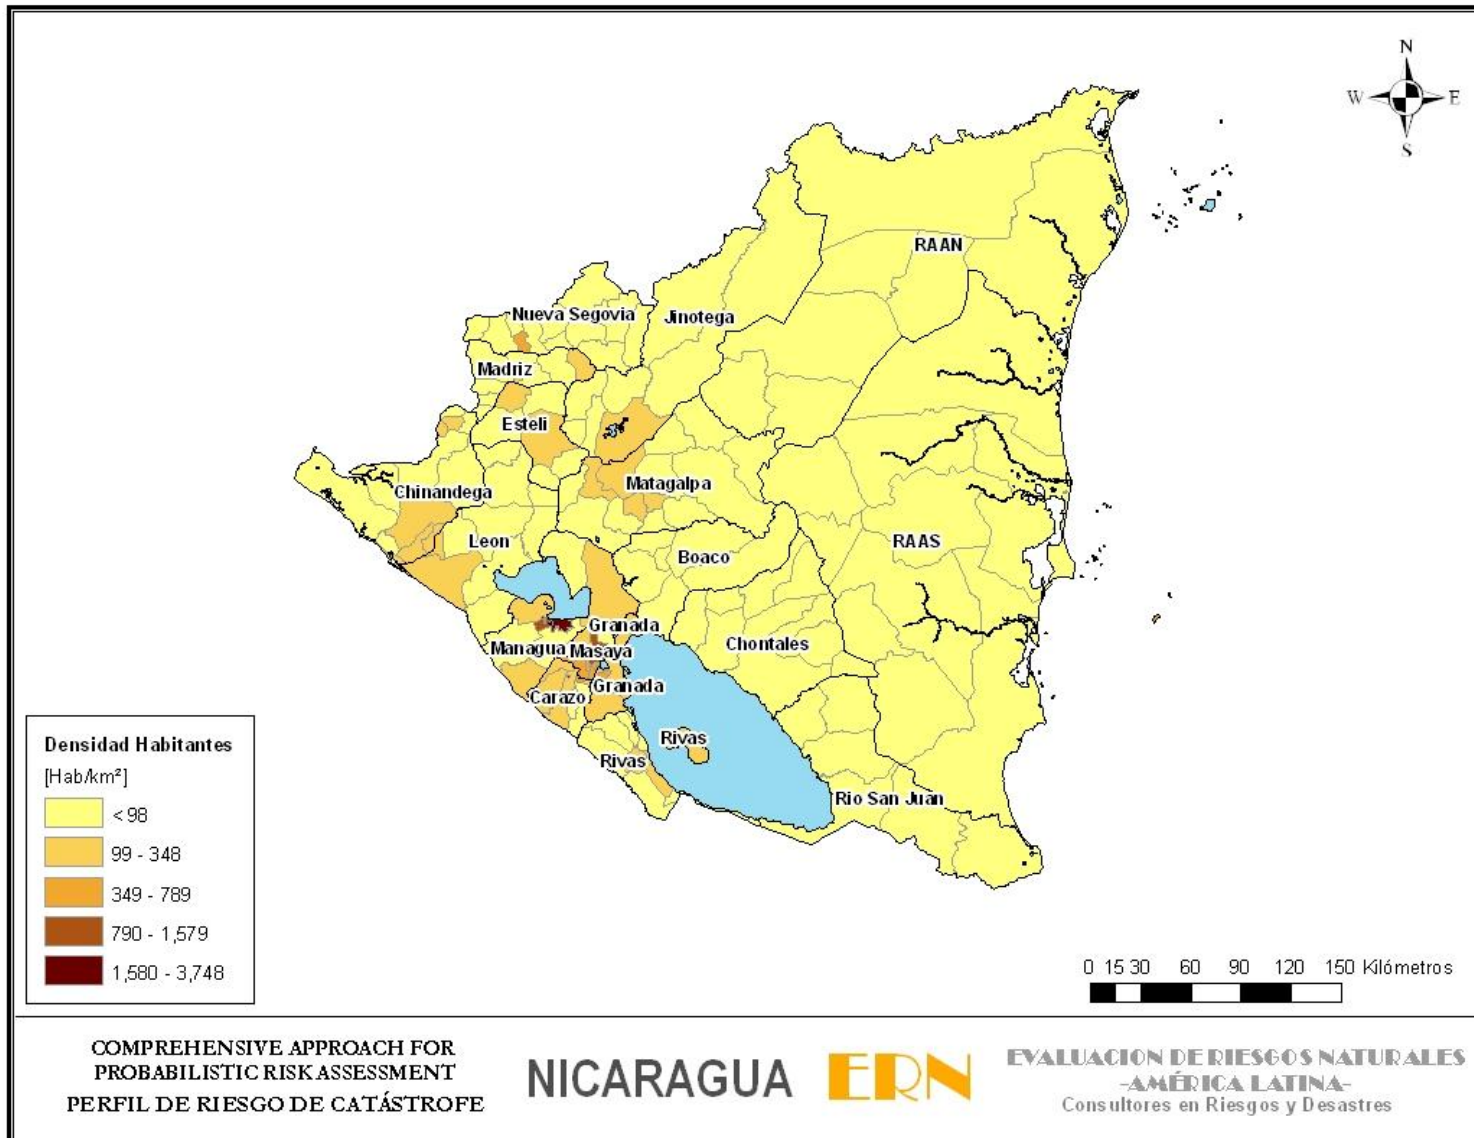 N
W E
S
RAAN
Nueva Segovia
Jinotega
Madriz
Esteli
Matagalpa
Chinandega
Leon
RAAS
Boaco
Granada
Chontales
Managua
Masaya
Granada
Carazo
Rivas
Rivas
Rio San Juan
Densidad Habitantes
[Hab/km²]
< 98
99 - 348
349 - 789
790 - 1,579
1,580 - 3,748
0 15 30 60 90 120 150 Kilómetros
COMPREHENSIVE APPROACH FOR
PROBABILISTIC RISK ASSESSMENT
PERFIL DE RIESGO DE CATÁSTROFE
NICARAGUA
ERN
EVALUACION DE RIESGOS NATURALES
-AMÉRICA LATINA-
Consultores en Riesgos y Desastres